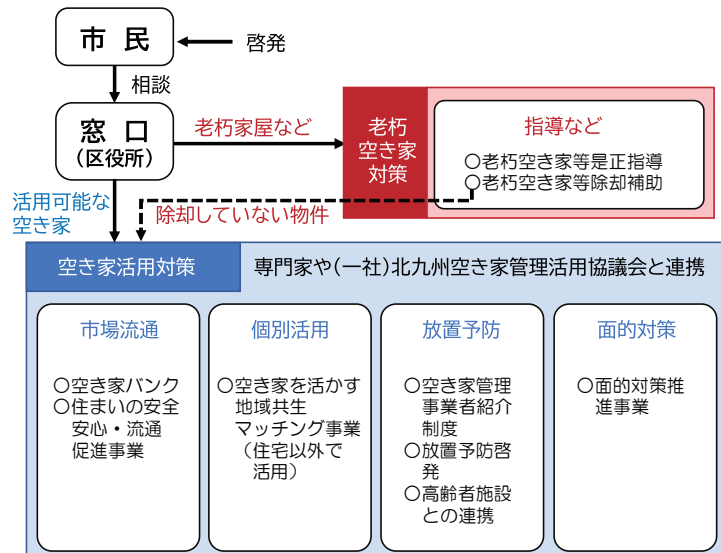 市 民
啓発
相談
窓 口
(区役所)
老朽家屋など
老朽
空き家
対策
指導など
○老朽空き家等是正指導
○老朽空き家等除却補助
活用可能な
空き家
除却していない物件
空き家活用対策
専門家や(一社)北九州空き家管理活用協議会と連携
市場流通
○空き家バンク
○住まいの安全
安心・流通
促進事業
個別活用
○空き家を活かす
地域共生
マッチング事業
(住宅以外で
活用)
放置予防
○空き家管理
事業者紹介
制度
○放置予防啓
発
○高齢者施設
との連携
面的対策
○面的対策推
進事業